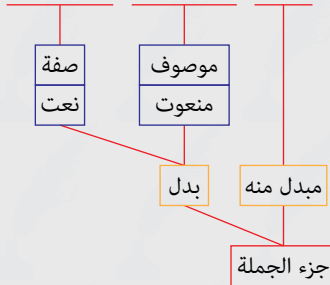 موصوف صفة
منعوت نعت
مبدل منه بدل
جزء الجملة